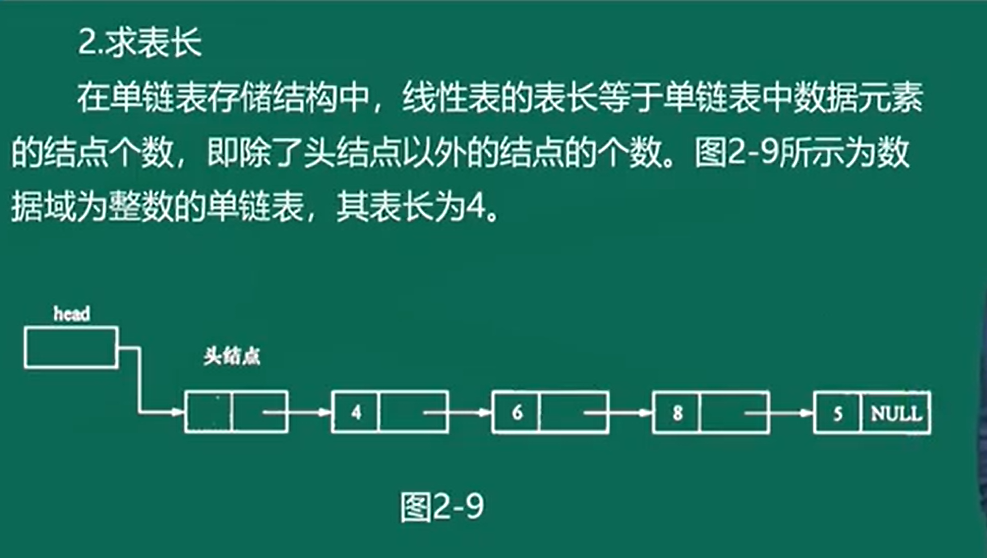 2.求表长
在单链表存储结构中，线性表的表长等于单链表中数据元素
的结点个数，即除了头结点以外的结点的个数。图2-9所示为数
据域为整数的单链表，其表长为4。
head
头结点
4 6 8 5 NULL
图2-9